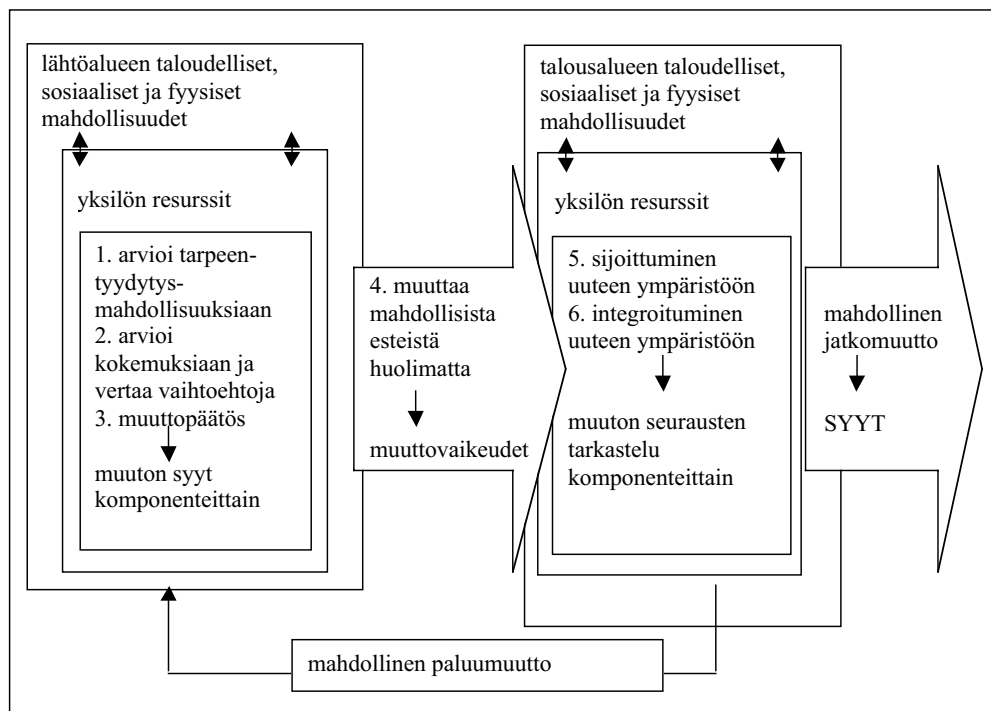 lähtöalueen taloudelliset,
sosiaaliset ja fyysiset
mahdollisuudet
yksilön resurssit
1. arvioi tarpeen-
tyydytys-
mahdollisuuksiaan
2. arvioi
kokemuksiaan ja
vertaa vaihtoehtoja
3. muuttopäätös
muuton syyt
komponenteittain
4. muuttaa
mahdollisista
esteistä
huolimatta
muuttovaikeudet
talousalueen taloudelliset,
sosiaaliset ja fyysiset
mahdollisuudet
yksilön resurssit
5. sijoittuminen
uuteen ympäristöön
6. integroituminen
uuteen ympäristöön
muuton seurausten
tarkastelu
komponenteittain
mahdollinen
jatkomuutto
SYYT
mahdollinen paluumuutto